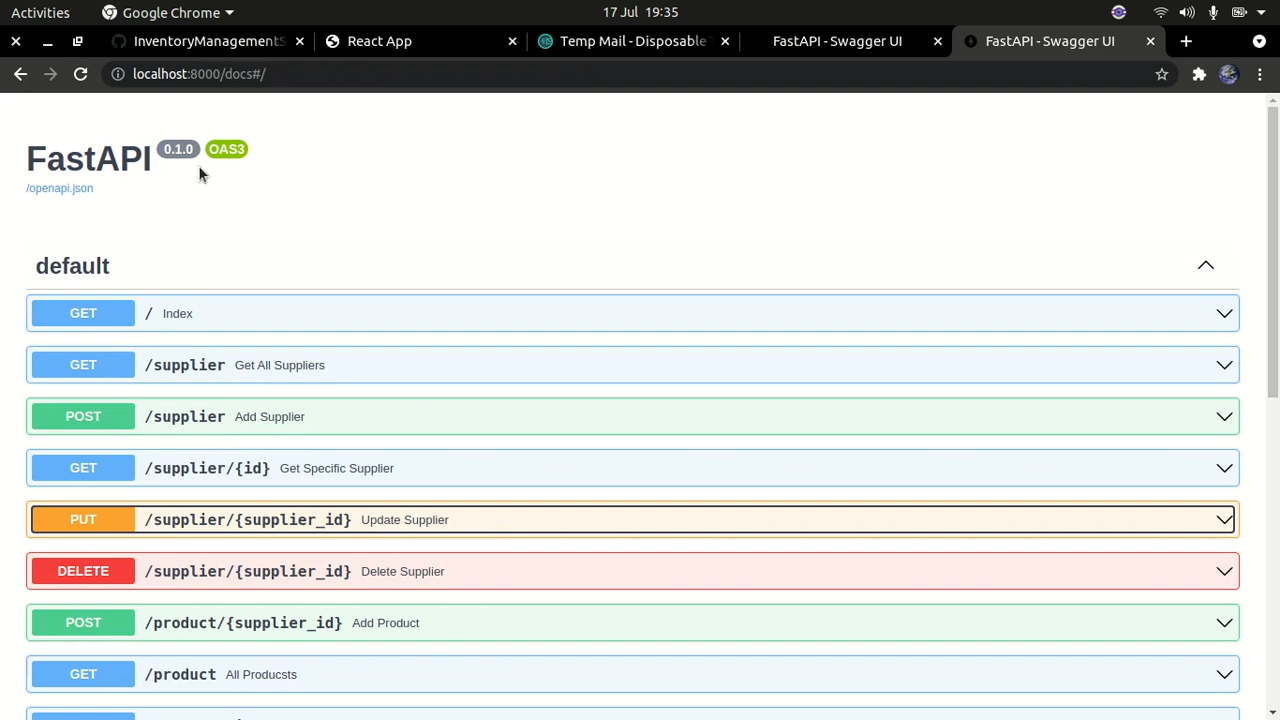 Activities Google Chrome 17 Jul 19:35
InventoryManagementS React App Temp Mail - Disposable FastAPI - Swagger UI FastAPI - Swagger UI
localhost:8000/docs#/
FastAPI 0.1.0 OAS3
/openapi.json
default
GET / Index
GET /supplier Get All Suppliers
POST /supplier Add Supplier
GET /supplier/{id} Get Specific Supplier
PUT /supplier/{supplier_id} Update Supplier
DELETE /supplier/{supplier_id} Delete Supplier
POST /product/{supplier_id} Add Product
GET /product All Producsts